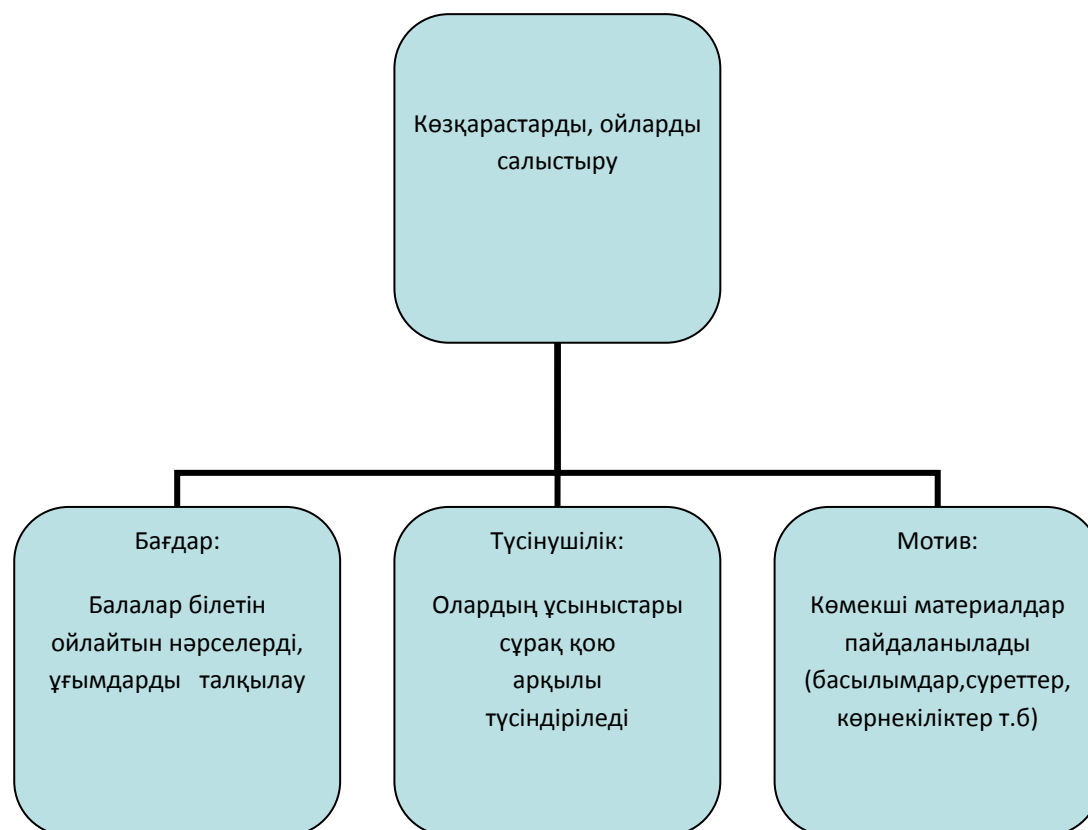 Көзқарастарды, ойларды
салыстыру
Бағдар:
Балалар білетін
ойлайтын нәрселерді,
ұғымдарды талқылау
Түсінушілік:
Олардың ұсыныстары
сұрақ қою
арқылы
түсіндіріледі
Мотив:
Көмекші материалдар
пайдаланылады
(басылымдар,суреттер,
көрнекіліктер т.б)